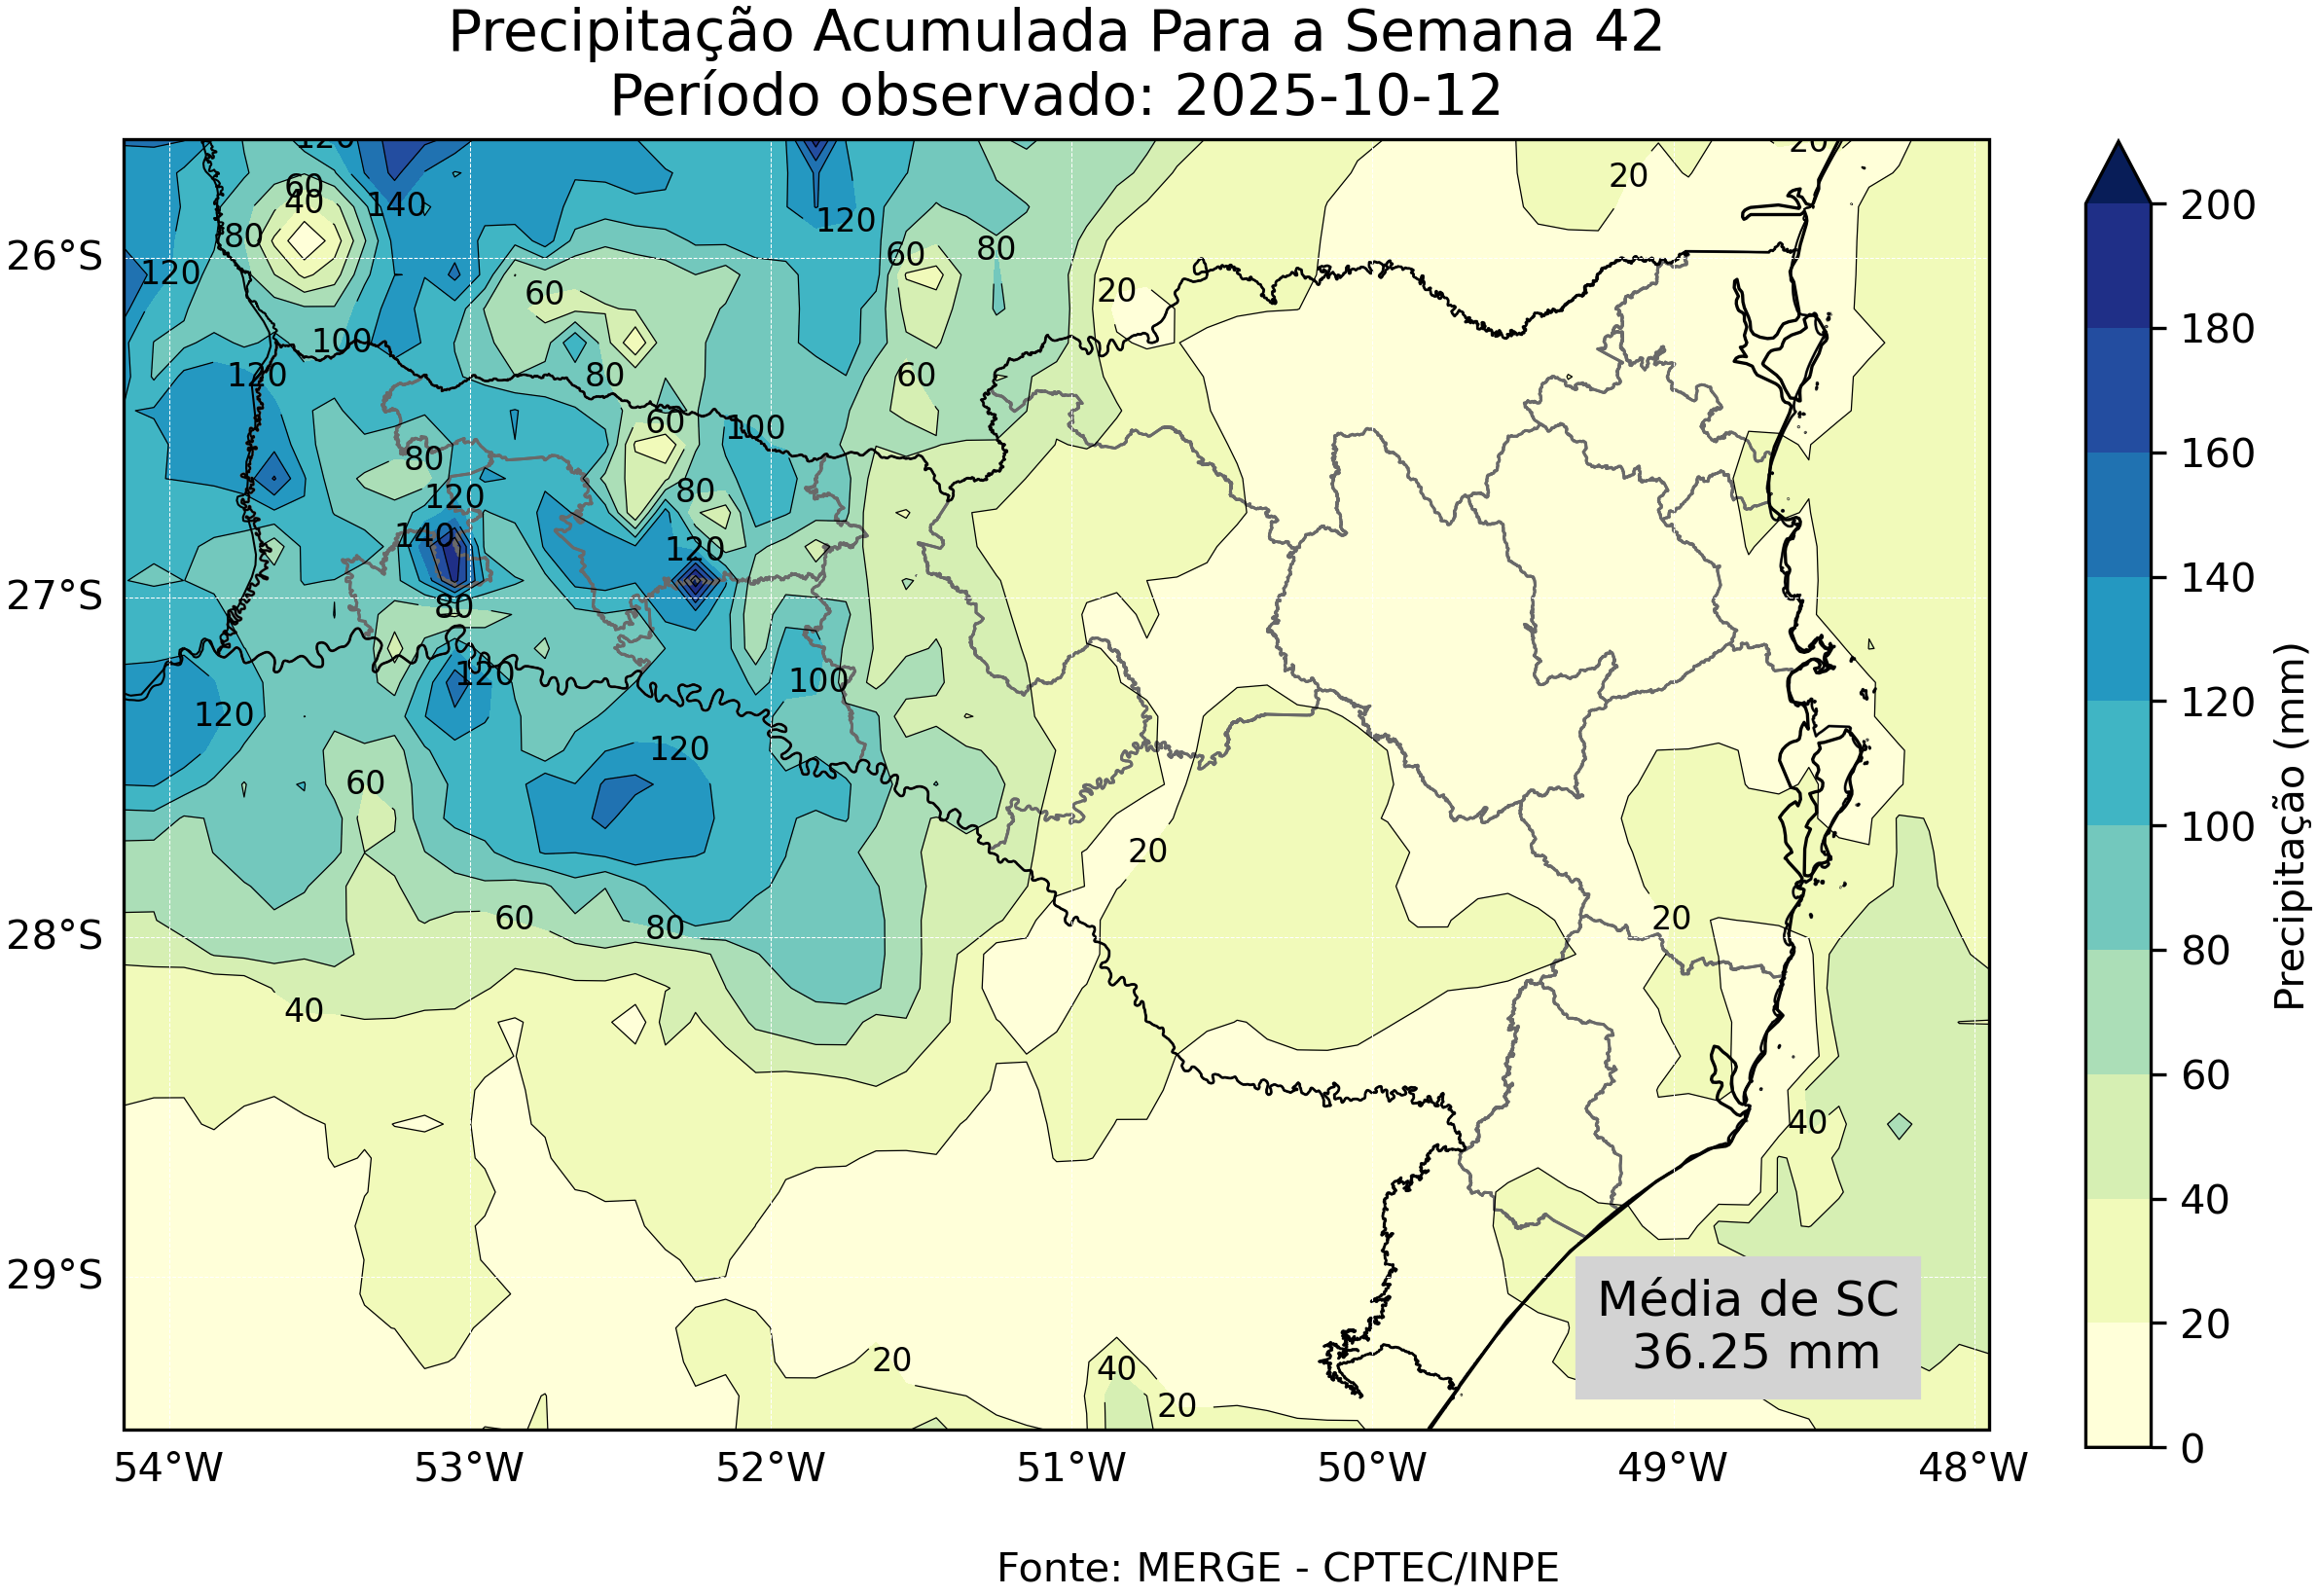 Precipitação Acumulada Para a Semana 42
Período observado: 2025-10-12
120
20
60
40
140
20
80
120
60
80
120
60
20
100
120
80
60
60
100
80
80
120
140
120
80
120
100
120
120
60
20
60
80
20
40
40
20
40
20
26°S
27°S
28°S
29°S
54°W
53°W
52°W
51°W
50°W
49°W
48°W
Média de SC
36.25 mm
200
180
160
140
120
100
80
60
40
20
0
Precipitação (mm)
Fonte: MERGE - CPTEC/INPE